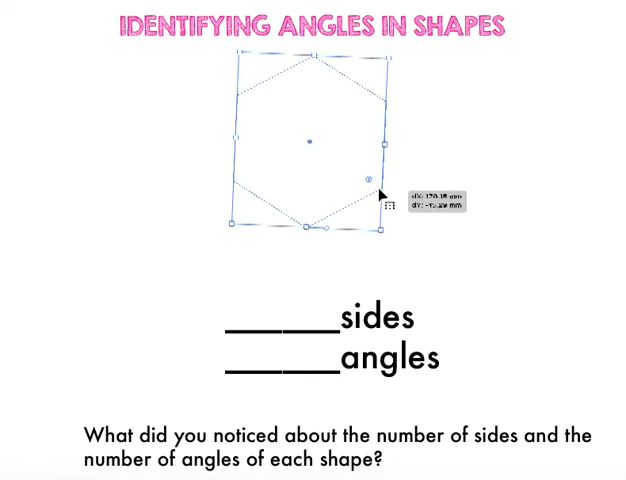 IDENTIFYING ANGLES IN SHAPES
______sides
______angles
What did you noticed about the number of sides and the
number of angles of each shape?